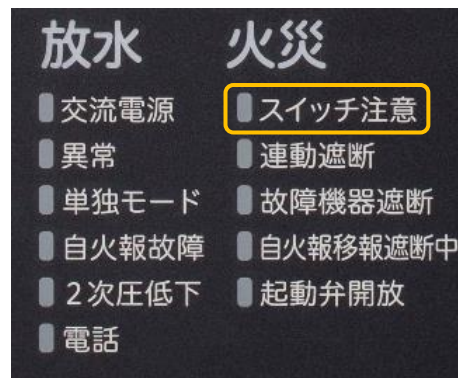 放水 火災
交流電源 スイッチ注意
異常 連動遮断
単独モード 故障機器遮断
自火報故障 自火報移報遮断中
2次圧低下 起動弁開放
電話